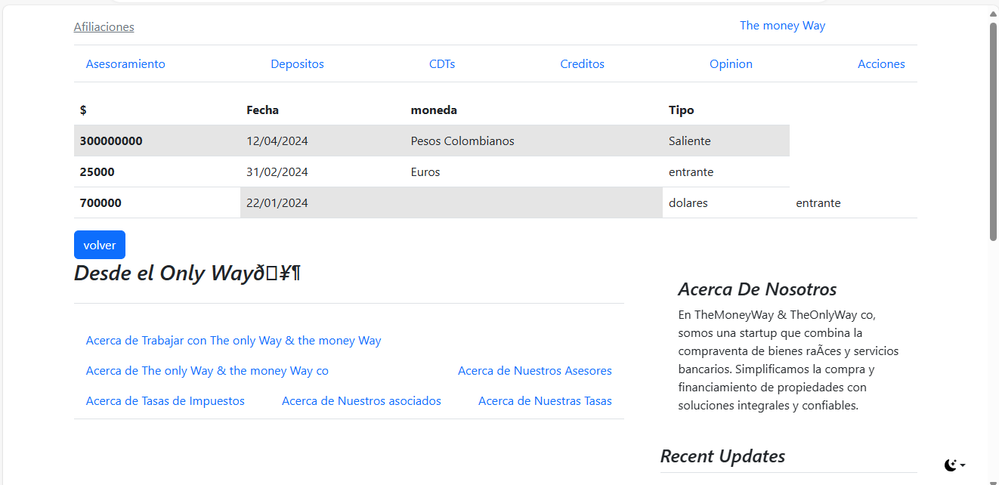 Afiliaciones The money Way
Asesoramiento Depositos CDTs Creditos Opinion Acciones
$ Fecha moneda Tipo
300000000 12/04/2024 Pesos Colombianos Saliente
25000 31/02/2024 Euros entrante
700000 22/01/2024 dolares entrante
volver
Desde el Only Wayð▯¥¶
Acerca de Trabajar con The only Way & the money Way
Acerca de The only Way & the money Way co Acerca de Nuestros Asesores
Acerca de Tasas de Impuestos Acerca de Nuestros asociados Acerca de Nuestras Tasas
Acerca De Nosotros
En TheMoneyWay & TheOnlyWay co,
somos una startup que combina la
compraventa de bienes raÃces y servicios
bancarios. Simplificamos la compra y
financiamiento de propiedades con
soluciones integrales y confiables.
Recent Updates